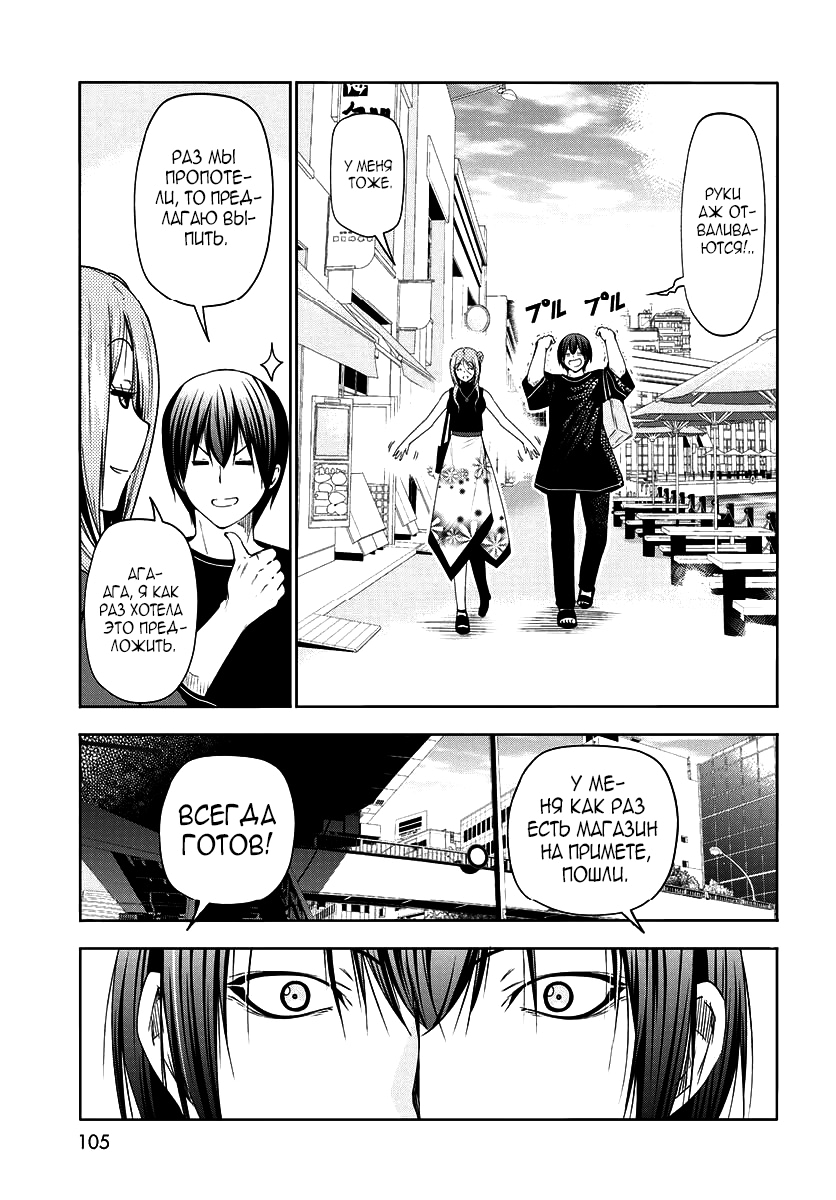 РУКИ
АЖ ОТ-
ВАЛИВА-
ЮТСЯ!..
У МЕНЯ
ТОЖЕ.
プル
プル
РАЗ МЫ
ПРОПОТЕ-
ЛИ, ТО ПРЕД-
ЛАГАЮ ВЫ-
ПИТЬ.
АГА-
АГА, Я КАК
РАЗ ХОТЕЛА
ЭТО ПРЕД-
ЛОЖИТЬ.
У МЕ-
НЯ КАК РАЗ
ЕСТЬ МАГАЗИН
НА ПРИМЕТЕ,
ПОШЛИ.
ВСЕГДА
ГОТОВ!
105